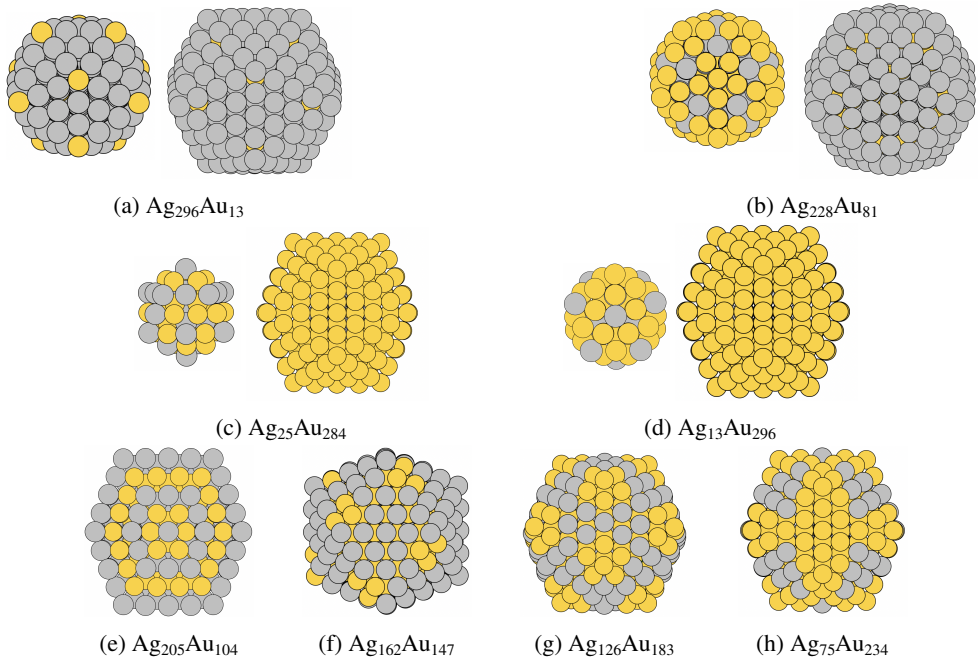 (a) Ag₂₉₆Au₁₃
(b) Ag₂₂₈Au₈₁
(c) Ag₂₅Au₂₈₄
(d) Ag₁₃Au₂₉₆
(e) Ag₂₀₅Au₁₀₄
(f) Ag₁₆₂Au₁₄₇
(g) Ag₁₂₆Au₁₈₃
(h) Ag₇₅Au₂₃₄